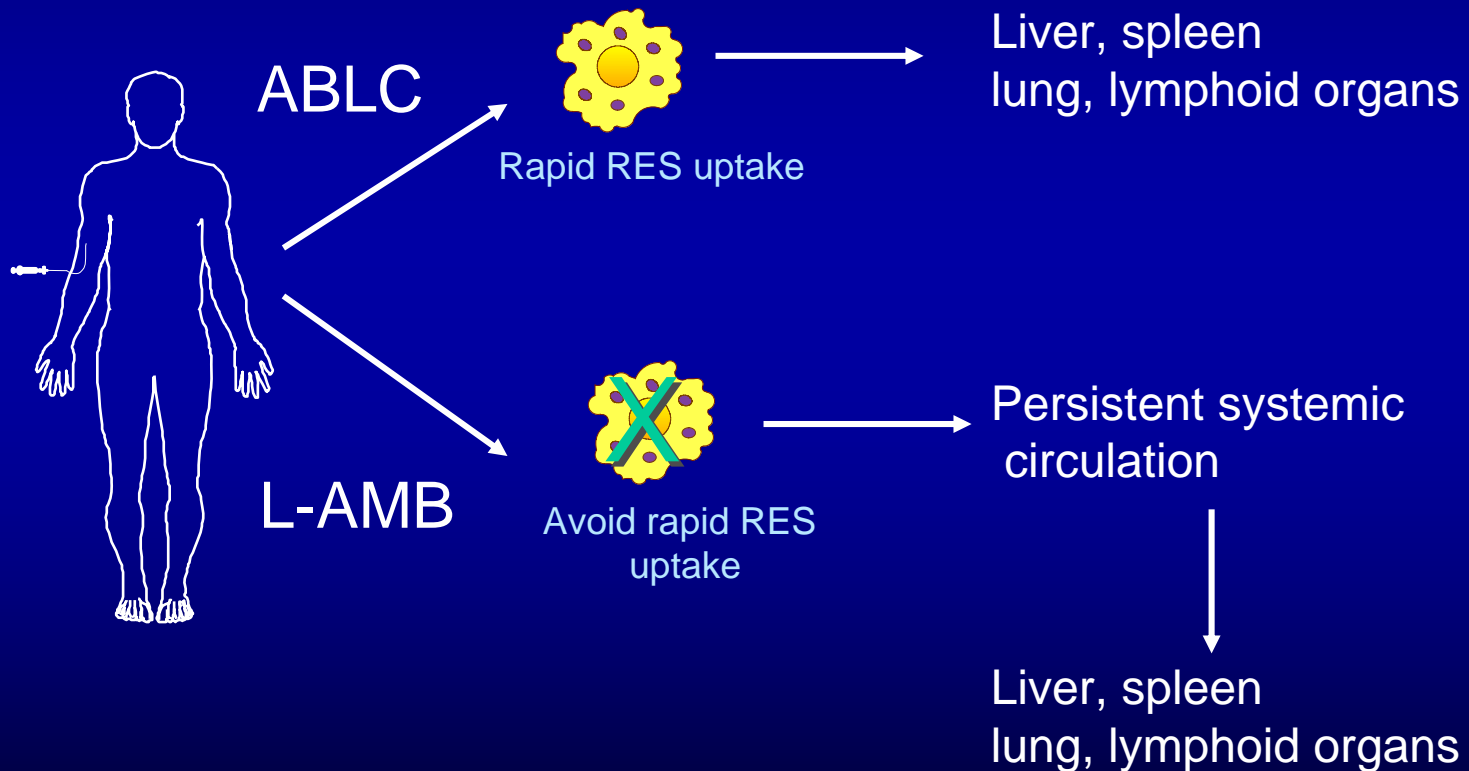 ABLC
Rapid RES uptake
Liver, spleen
lung, lymphoid organs
L-AMB
Avoid rapid RES
uptake
Persistent systemic
circulation
Liver, spleen
lung, lymphoid organs